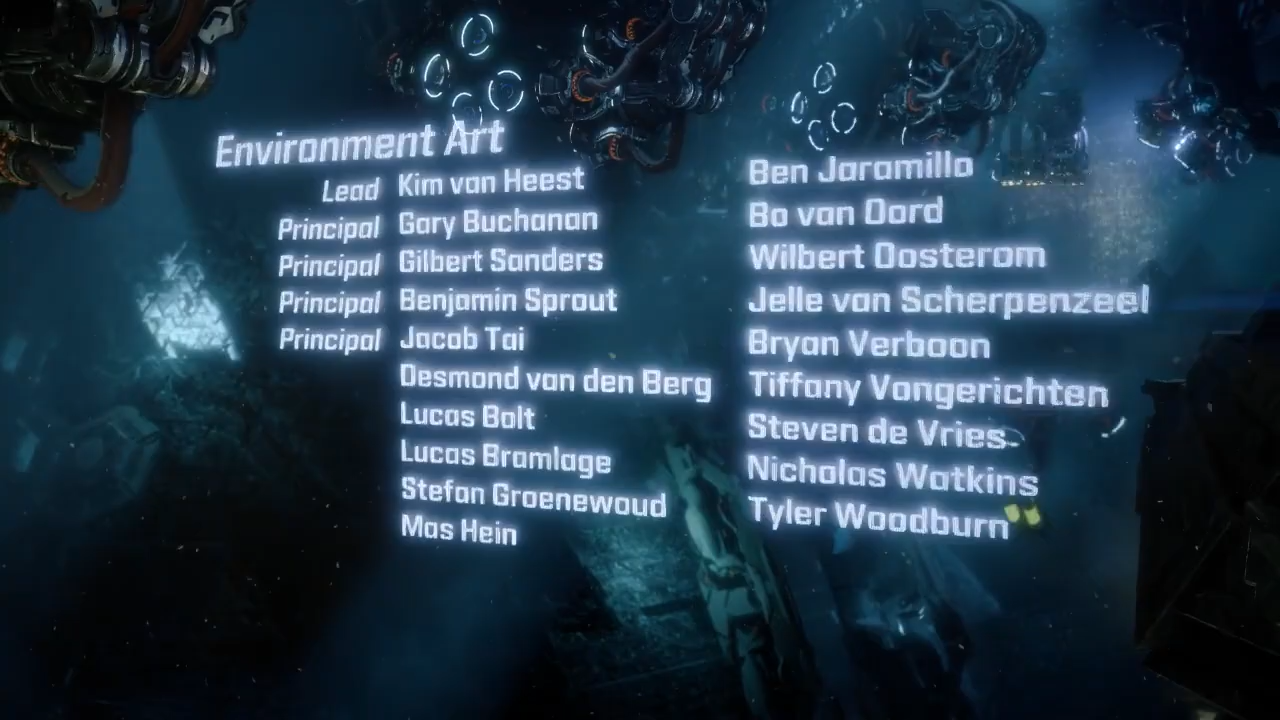 Environment Art
Lead Kim van Heest
Principal Gary Buchanan
Principal Gilbert Sanders
Principal Benjamin Sprout
Principal Jacob Tai
Desmond van den Berg
Lucas Bolt
Lucas Bramlage
Stefan Groenewoud
Mas Hein
Ben Jaramillo
Bo van Oord
Wilbert Oosterom
Jelle van Scherpenzeel
Bryan Verboon
Tiffany Vongerichten
Steven de Vries
Nicholas Watkins
Tyler Woodburn